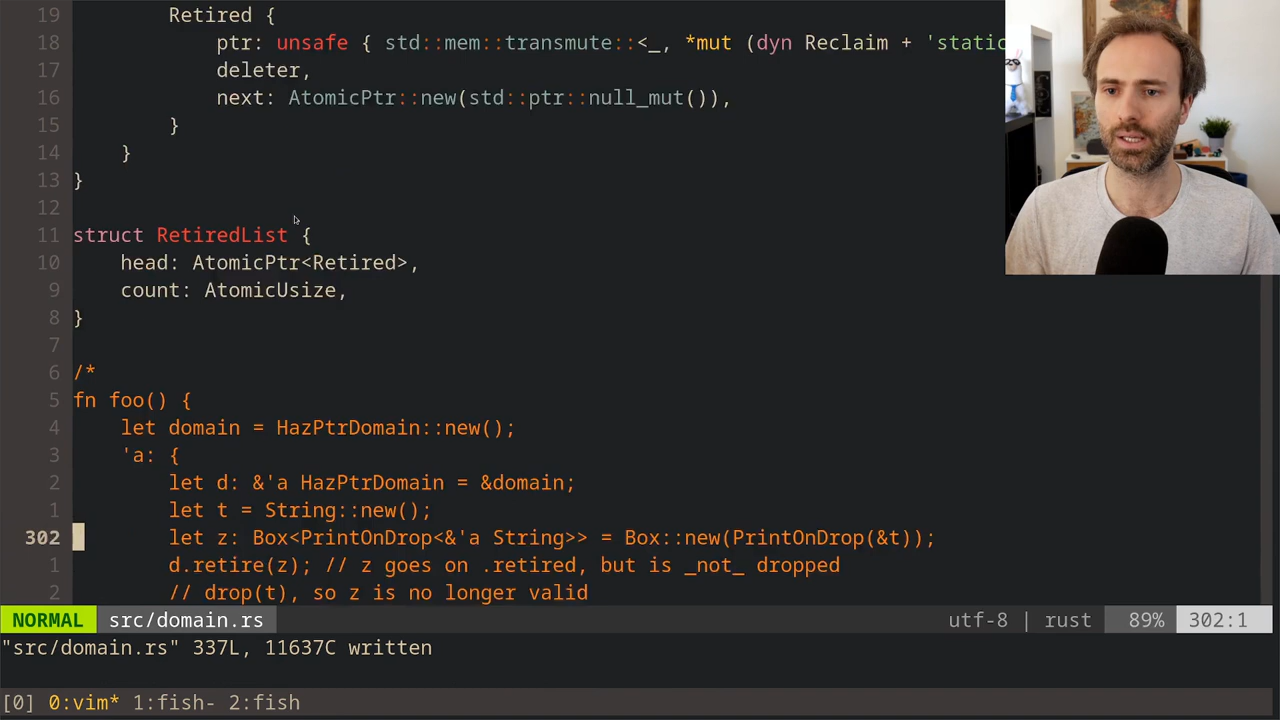 19 Retired {
18 ptr: unsafe { std::mem::transmute::<_, *mut (dyn Reclaim + 'static
17 deleter,
16 next: AtomicPtr::new(std::ptr::null_mut()),
15 }
14 }
13 }
12
11 struct RetiredList {
10 head: AtomicPtr<Retired>,
9 count: AtomicUsize,
8 }
7
6 /*
5 fn foo() {
4 let domain = HazPtrDomain::new();
3 'a: {
2 let d: &'a HazPtrDomain = &domain;
1 let t = String::new();
302 let z: Box<PrintOnDrop<&'a String>> = Box::new(PrintOnDrop(&t));
1 d.retire(z); // z goes on .retired, but is _not_ dropped
2 // drop(t), so z is no longer valid
NORMAL src/domain.rs utf-8 | rust 89% 302:1
"src/domain.rs" 337L, 11637C written
[0] 0:vim* 1:fish- 2:fish